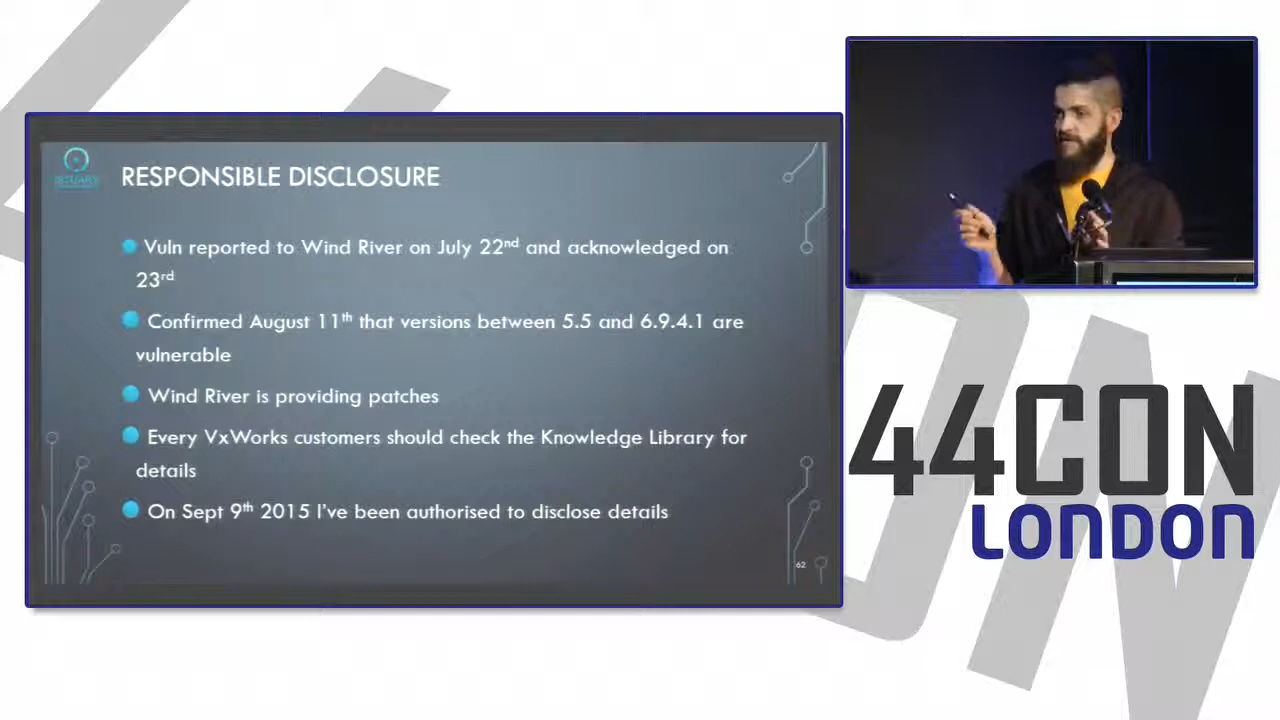 ISTUARY
RESPONSIBLE DISCLOSURE
Vuln reported to Wind River on July 22nd and acknowledged on
23rd
Confirmed August 11th that versions between 5.5 and 6.9.4.1 are
vulnerable
Wind River is providing patches
Every VxWorks customers should check the Knowledge Library for
details
On Sept 9th 2015 I've been authorised to disclose details
62
44CON
LONDON